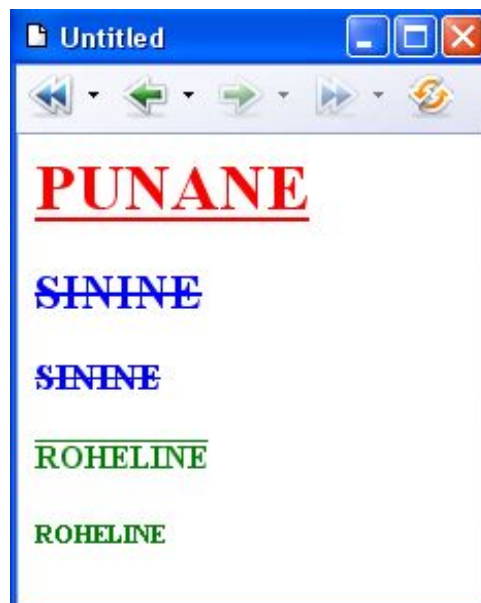 Untitled
PUNANE
SININE
SININE
ROHELINE
ROHELINE